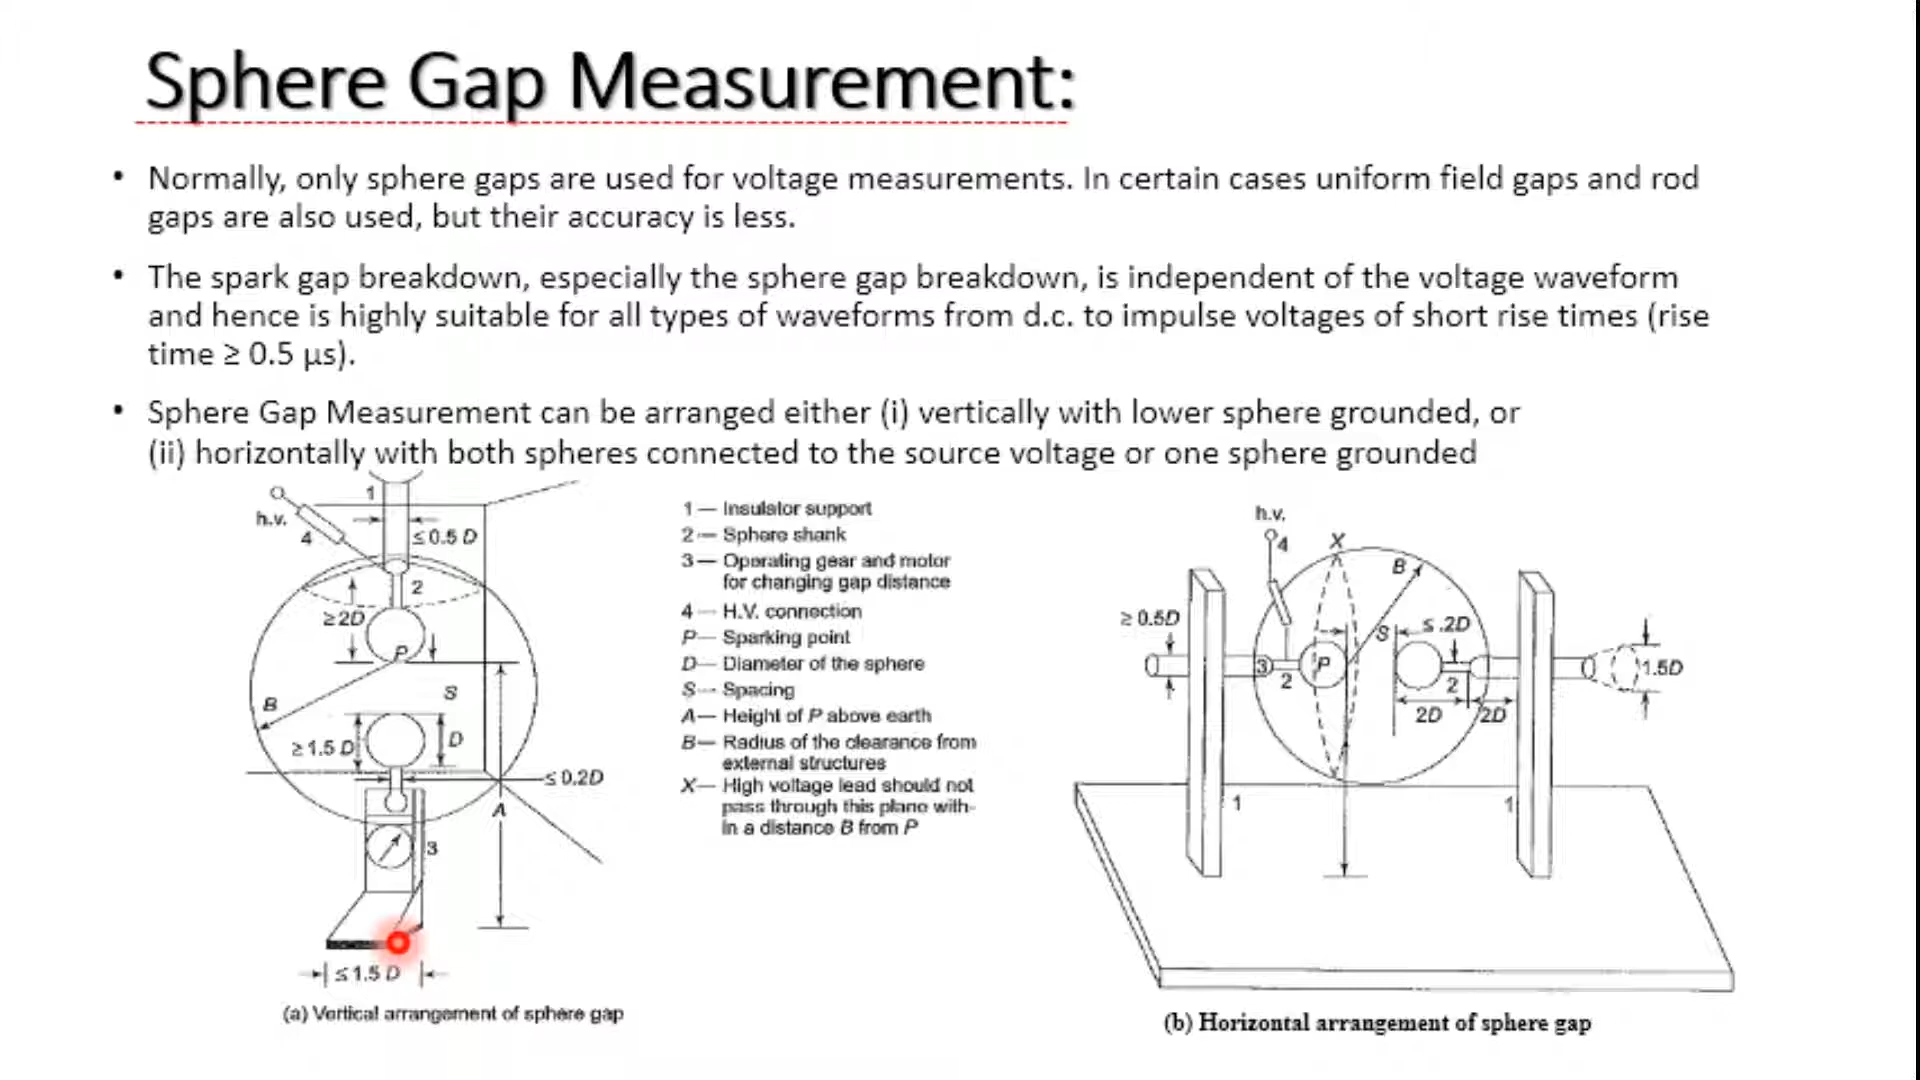 Sphere Gap Measurement:
• Normally, only sphere gaps are used for voltage measurements. In certain cases uniform field gaps and rod
gaps are also used, but their accuracy is less.
• The spark gap breakdown, especially the sphere gap breakdown, is independent of the voltage waveform
and hence is highly suitable for all types of waveforms from d.c. to impulse voltages of short rise times (rise
time ≥ 0.5 μs).
• Sphere Gap Measurement can be arranged either (i) vertically with lower sphere grounded, or
(ii) horizontally with both spheres connected to the source voltage or one sphere grounded
1
h.v.
4
≤ 0.5 D
2
≥ 2D
P
B
S
≥ 1.5 D
D
≤ 0.2D
A
3
≤ 1.5 D
(a) Vertical arrangement of sphere gap
1 — Insulator support
2 — Sphere shank
3 — Operating gear and motor
for changing gap distance
4 — H.V. connection
P — Sparking point
D — Diameter of the sphere
S — Spacing
A — Height of P above earth
B — Radius of the clearance from
external structures
X — High voltage lead should not
pass through this plane with-
in a distance B from P
h.v.
4
X
B
≥ 0.5D
S
≤ .2D
3
P
2
2
1.5D
2D
2D
1
1
(b) Horizontal arrangement of sphere gap